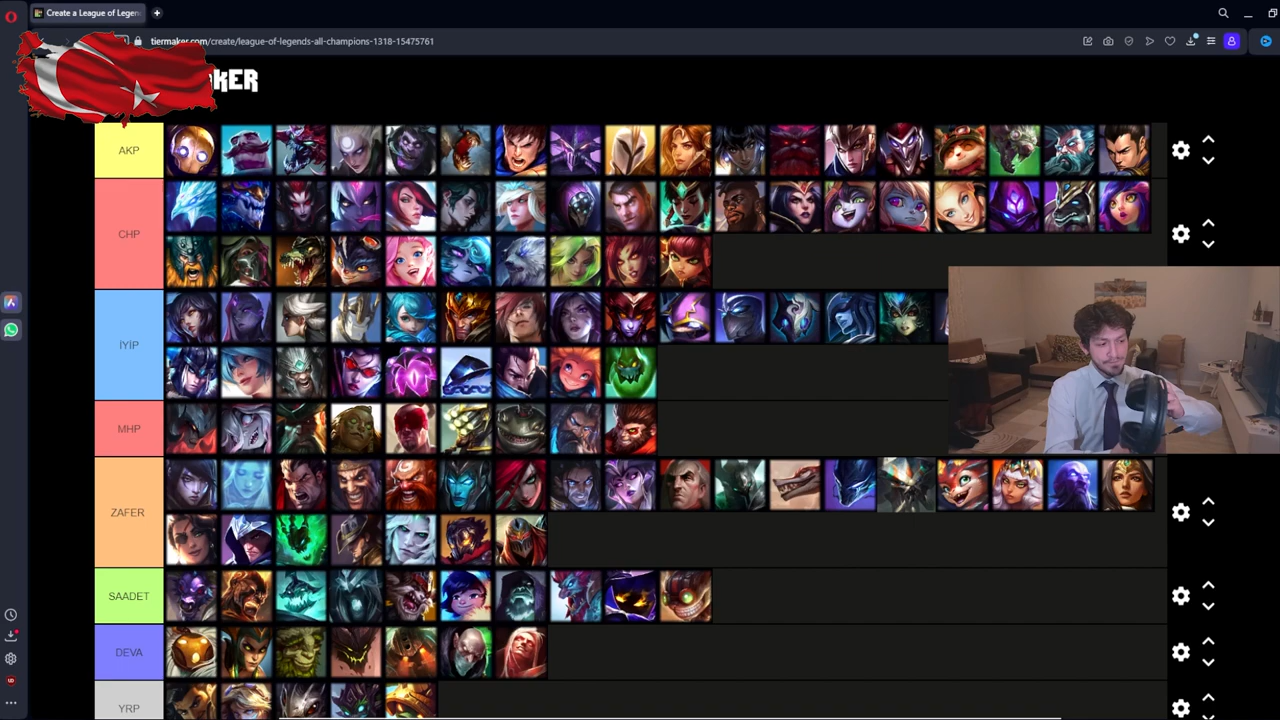 Create a League of Legen
tiermaker.com/create/league-of-legends-all-champions-1318-15475761
KER
AKP
CHP
İYİP
MHP
ZAFER
SAADET
DEVA
YRP